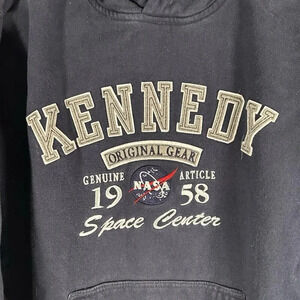 KENNEDY
ORIGINAL GEAR
GENUINE ARTICLE
19 NASA 58
Space Center